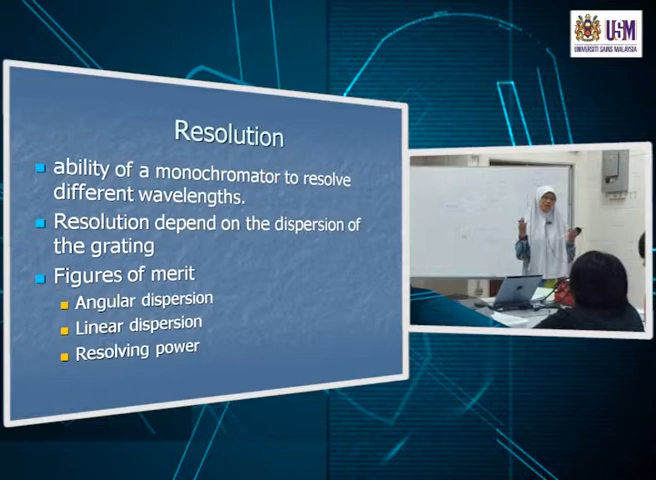 USM
UNIVERSITI SAINS MALAYSIA
Resolution
ability of a monochromator to resolve
different wavelengths.
Resolution depend on the dispersion of
the grating
Figures of merit
Angular dispersion
Linear dispersion
Resolving power